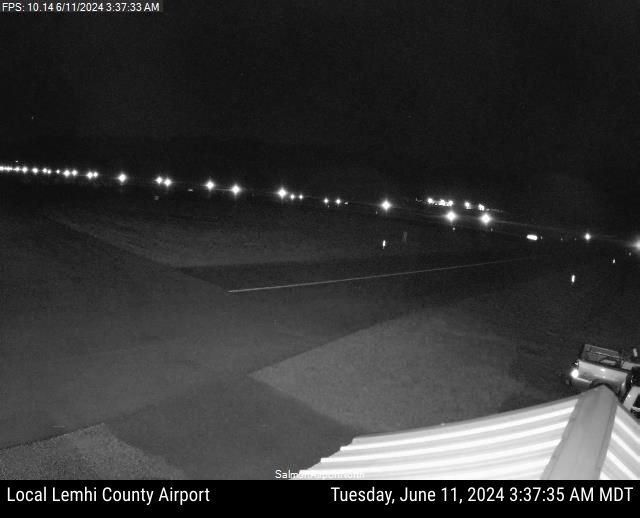 FPS: 10.14 6/11/2024 3:37:33 AM
Local Lemhi County Airport
Tuesday, June 11, 2024 3:37:35 AM MDT